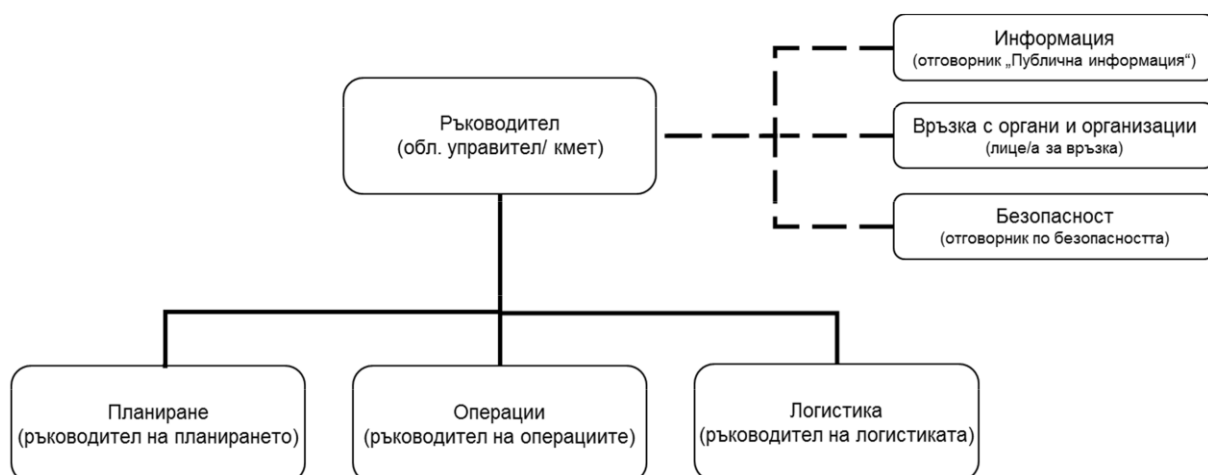 Информация
(отговорник „Публична информация“)
Ръководител
(обл. управител/ кмет)
Връзка с органи и организации
(лице/а за връзка)
Безопасност
(отговорник по безопасността)
Планиране
(ръководител на планирането)
Операции
(ръководител на операциите)
Логистика
(ръководител на логистиката)